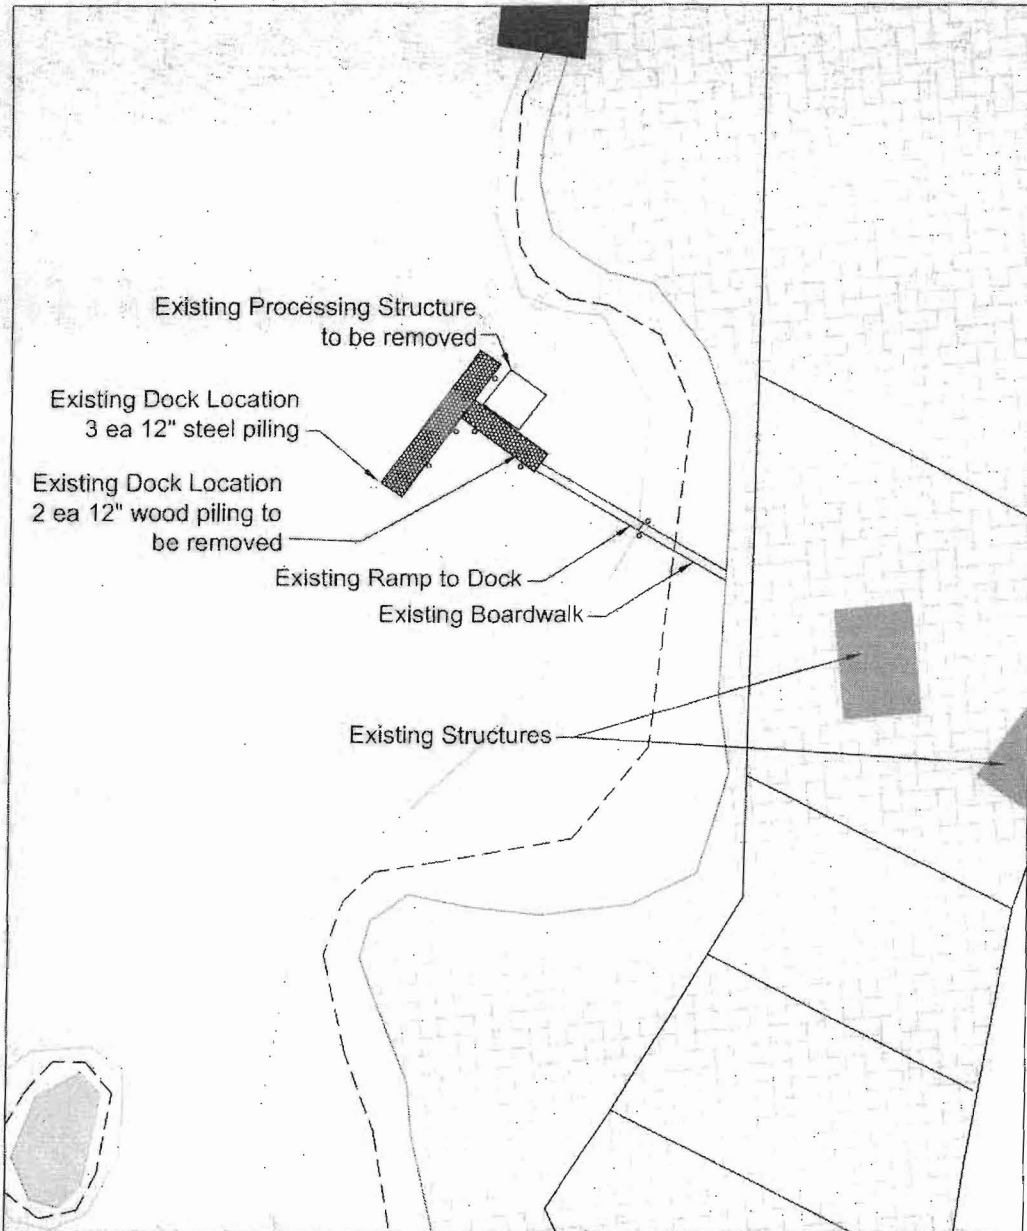 Existing Processing Structure
to be removed
Existing Dock Location
3 ea 12" steel piling
Existing Dock Location
2 ea 12" wood piling to
be removed
Existing Ramp to Dock
Existing Boardwalk
Existing Structures